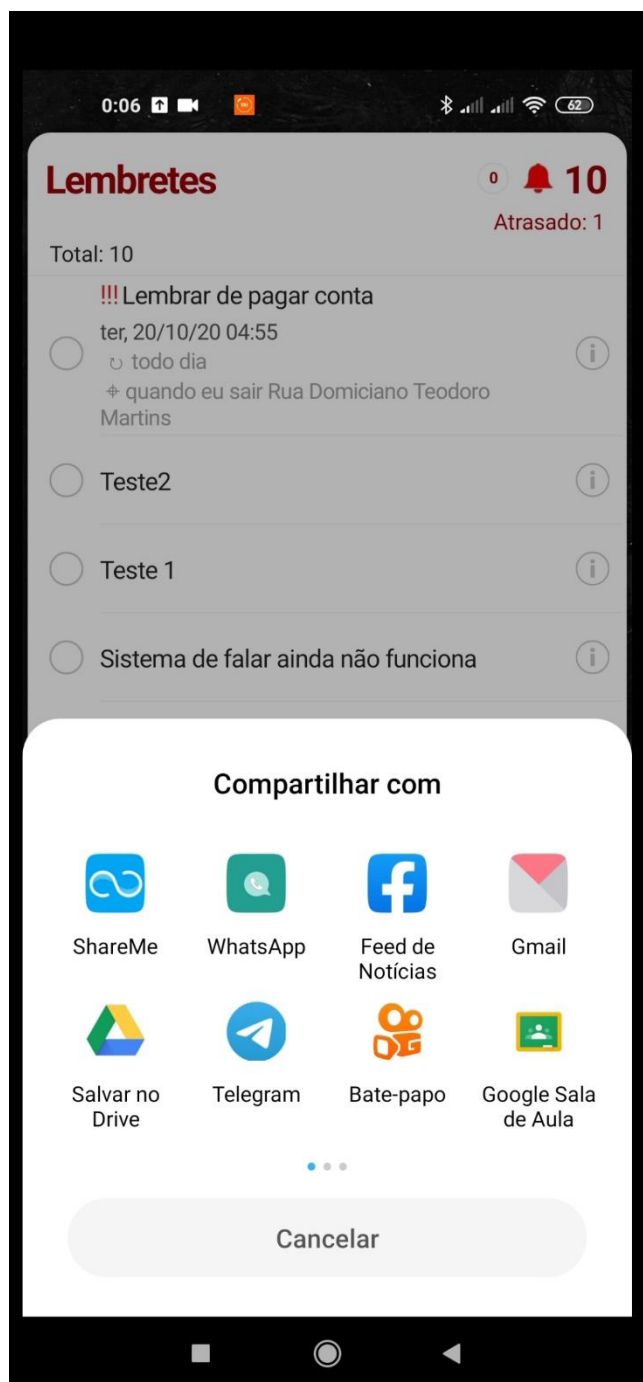 0:06
62
Lembretes
0
10
Atrasado: 1
Total: 10
!!! Lembrar de pagar conta
ter, 20/10/20 04:55
todo dia
quando eu sair Rua Domiciano Teodoro
Martins
Teste2
Teste 1
Sistema de falar ainda não funciona
Compartilhar com
ShareMe
WhatsApp
Feed de
Notícias
Gmail
Salvar no
Drive
Telegram
Bate-papo
Google Sala
de Aula
Cancelar